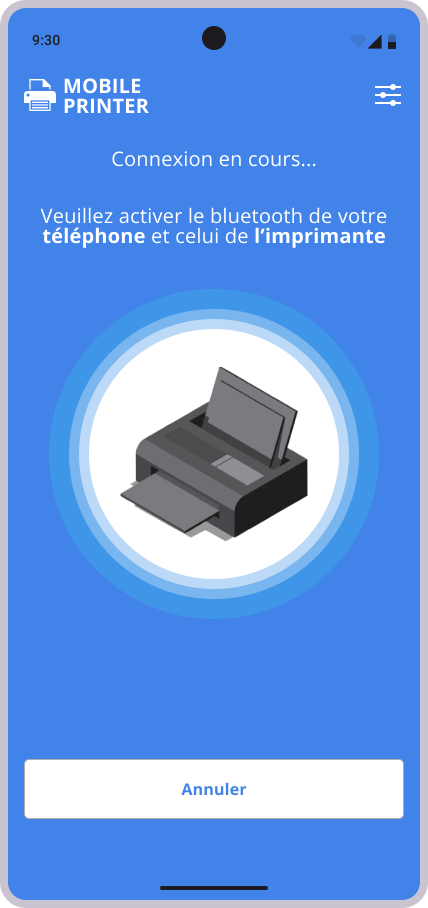 9:30
MOBILE
PRINTER
Connexion en cours...
Veuillez activer le bluetooth de votre
téléphone et celui de l’imprimante
Annuler